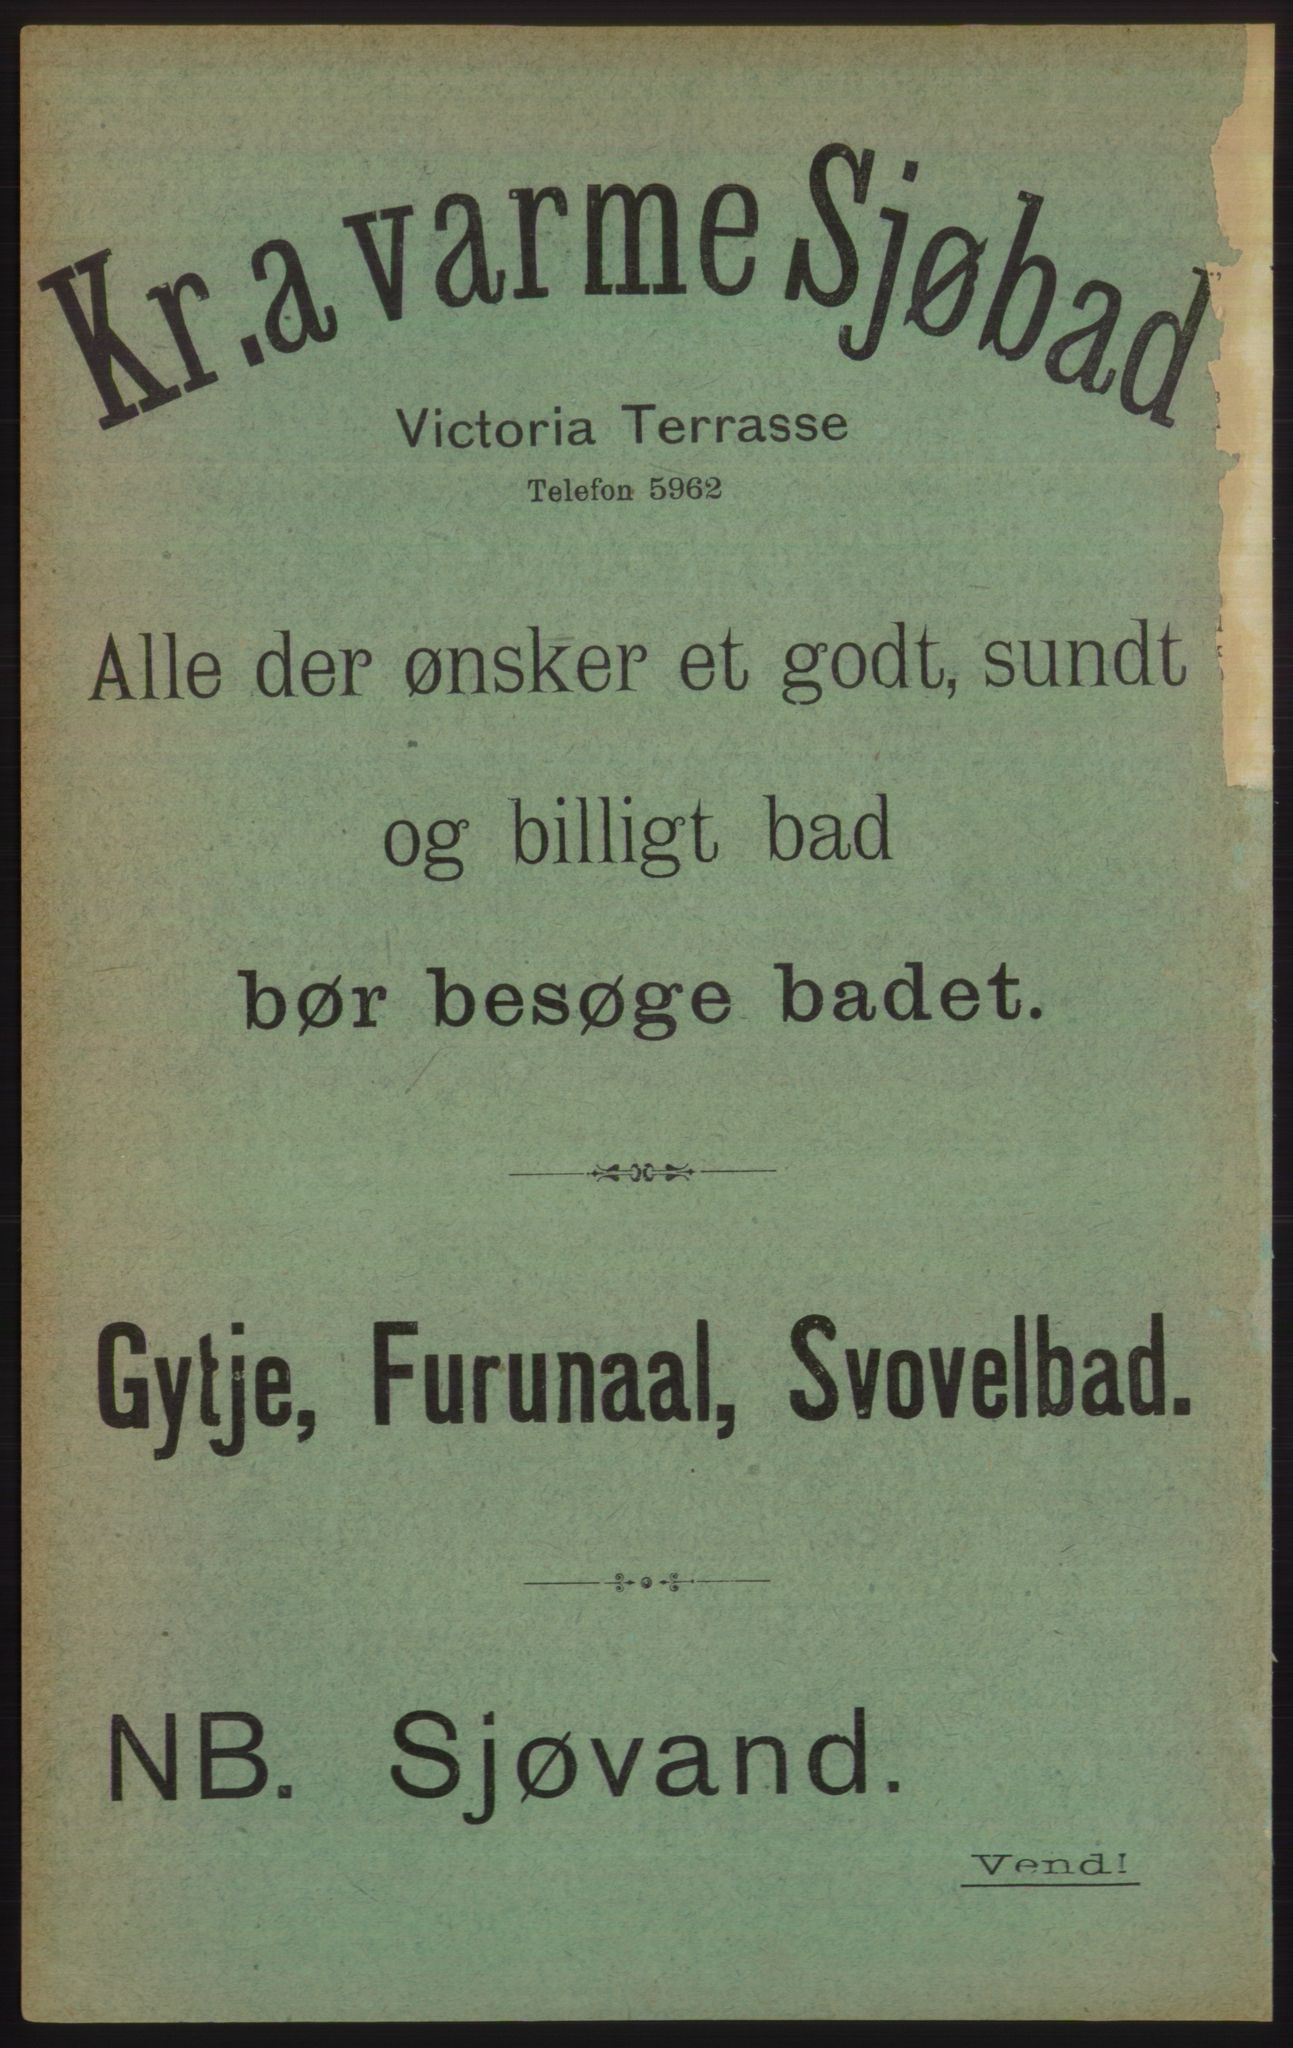 Kr.a varme Sjøbad
Victoria Terrasse
Telefon 5962
Alle der ønsker et godt, sundt
og billigt bad
bør besøge badet.
Gytje, Furunaal, Svovelbad.
NB. Sjøvand.
Vend!